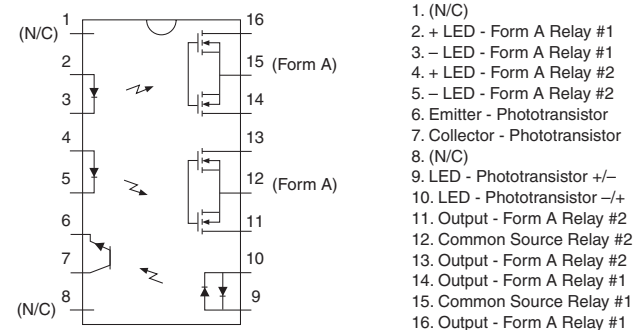 1
(N/C)
2
3
4
5
6
7
8
(N/C)
16
15 (Form A)
14
13
12 (Form A)
11
10
9
1. (N/C)
2. + LED - Form A Relay #1
3. – LED - Form A Relay #1
4. + LED - Form A Relay #2
5. – LED - Form A Relay #2
6. Emitter - Phototransistor
7. Collector - Phototransistor
8. (N/C)
9. LED - Phototransistor +/–
10. LED - Phototransistor –/+
11. Output - Form A Relay #2
12. Common Source Relay #2
13. Output - Form A Relay #2
14. Output - Form A Relay #1
15. Common Source Relay #1
16. Output - Form A Relay #1